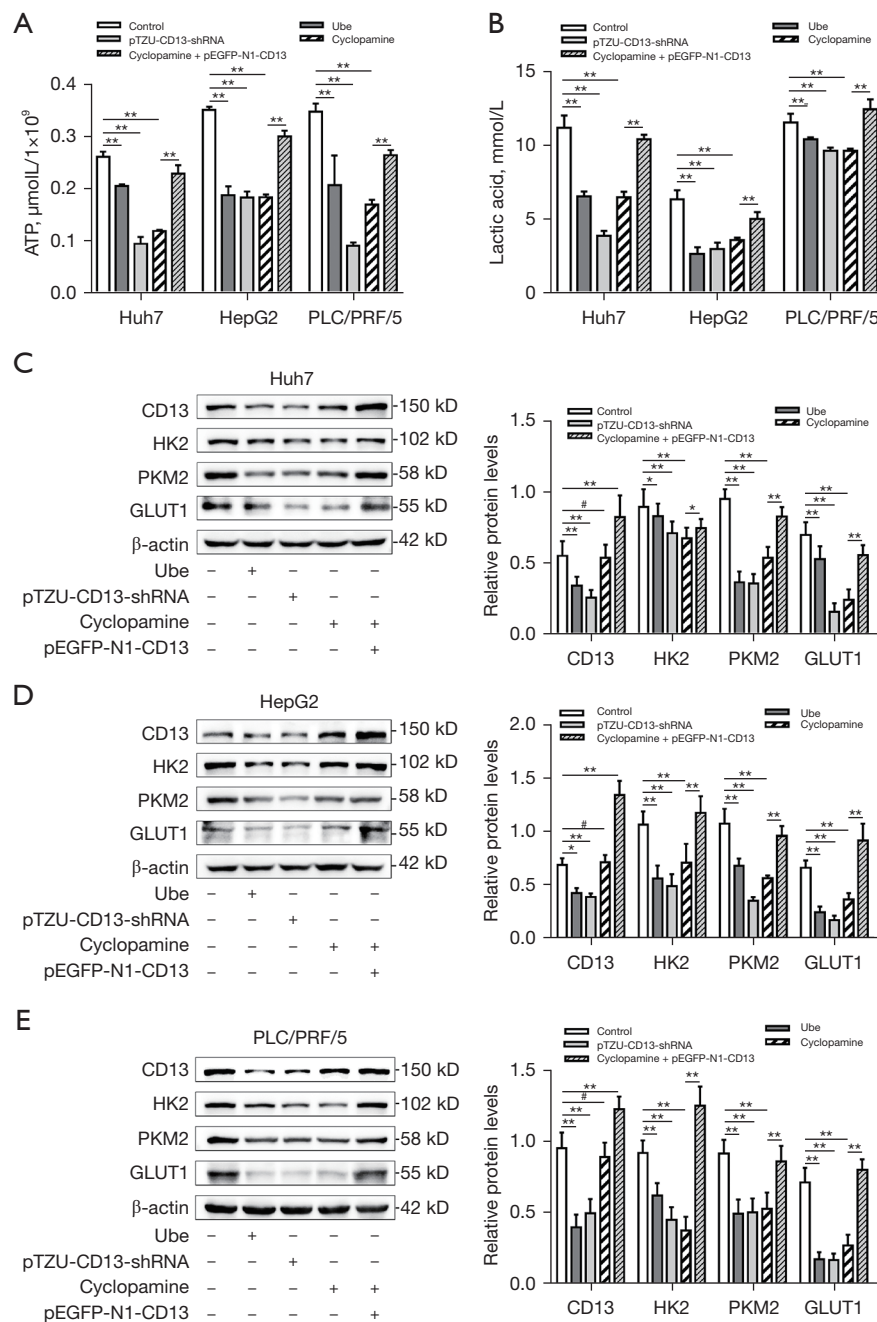 A
Control
Ube
pTZU-CD13-shRNA
Cyclopamine
Cyclopamine + pEGFP-N1-CD13
ATP, μmolL/1×10⁹
0.4
0.3
0.2
0.1
0.0
** ** ** **
** ** ** **
** ** ** **
Huh7 HepG2 PLC/PRF/5
B
Control
Ube
pTZU-CD13-shRNA
Cyclopamine
Cyclopamine + pEGFP-N1-CD13
Lactic acid, mmol/L
15
10
5
0
** ** ** **
** ** ** **
** ** ** **
Huh7 HepG2 PLC/PRF/5
C
Huh7
CD13 150 kD
HK2 102 kD
PKM2 58 kD
GLUT1 55 kD
β-actin 42 kD
Ube – + – – –
pTZU-CD13-shRNA – – + – –
Cyclopamine – – – + +
pEGFP-N1-CD13 – – – – +
Control
Ube
pTZU-CD13-shRNA
Cyclopamine
Cyclopamine + pEGFP-N1-CD13
Relative protein levels
1.5
1.0
0.5
0.0
** # ** **
** ** * *
** ** ** **
** ** ** **
CD13 HK2 PKM2 GLUT1
D
HepG2
CD13 150 kD
HK2 102 kD
PKM2 58 kD
GLUT1 55 kD
β-actin 42 kD
Ube – + – – –
pTZU-CD13-shRNA – – + – –
Cyclopamine – – – + +
pEGFP-N1-CD13 – – – – +
Control
Ube
pTZU-CD13-shRNA
Cyclopamine
Cyclopamine + pEGFP-N1-CD13
Relative protein levels
2.0
1.5
1.0
0.5
0.0
** # ** *
** ** ** **
** ** ** **
** ** ** **
CD13 HK2 PKM2 GLUT1
E
PLC/PRF/5
CD13 150 kD
HK2 102 kD
PKM2 58 kD
GLUT1 55 kD
β-actin 42 kD
Ube – + – – –
pTZU-CD13-shRNA – – + – –
Cyclopamine – – – + +
pEGFP-N1-CD13 – – – – +
Control
Ube
pTZU-CD13-shRNA
Cyclopamine
Cyclopamine + pEGFP-N1-CD13
Relative protein levels
1.5
1.0
0.5
0.0
** # ** **
** ** ** **
** ** ** **
** ** ** **
CD13 HK2 PKM2 GLUT1